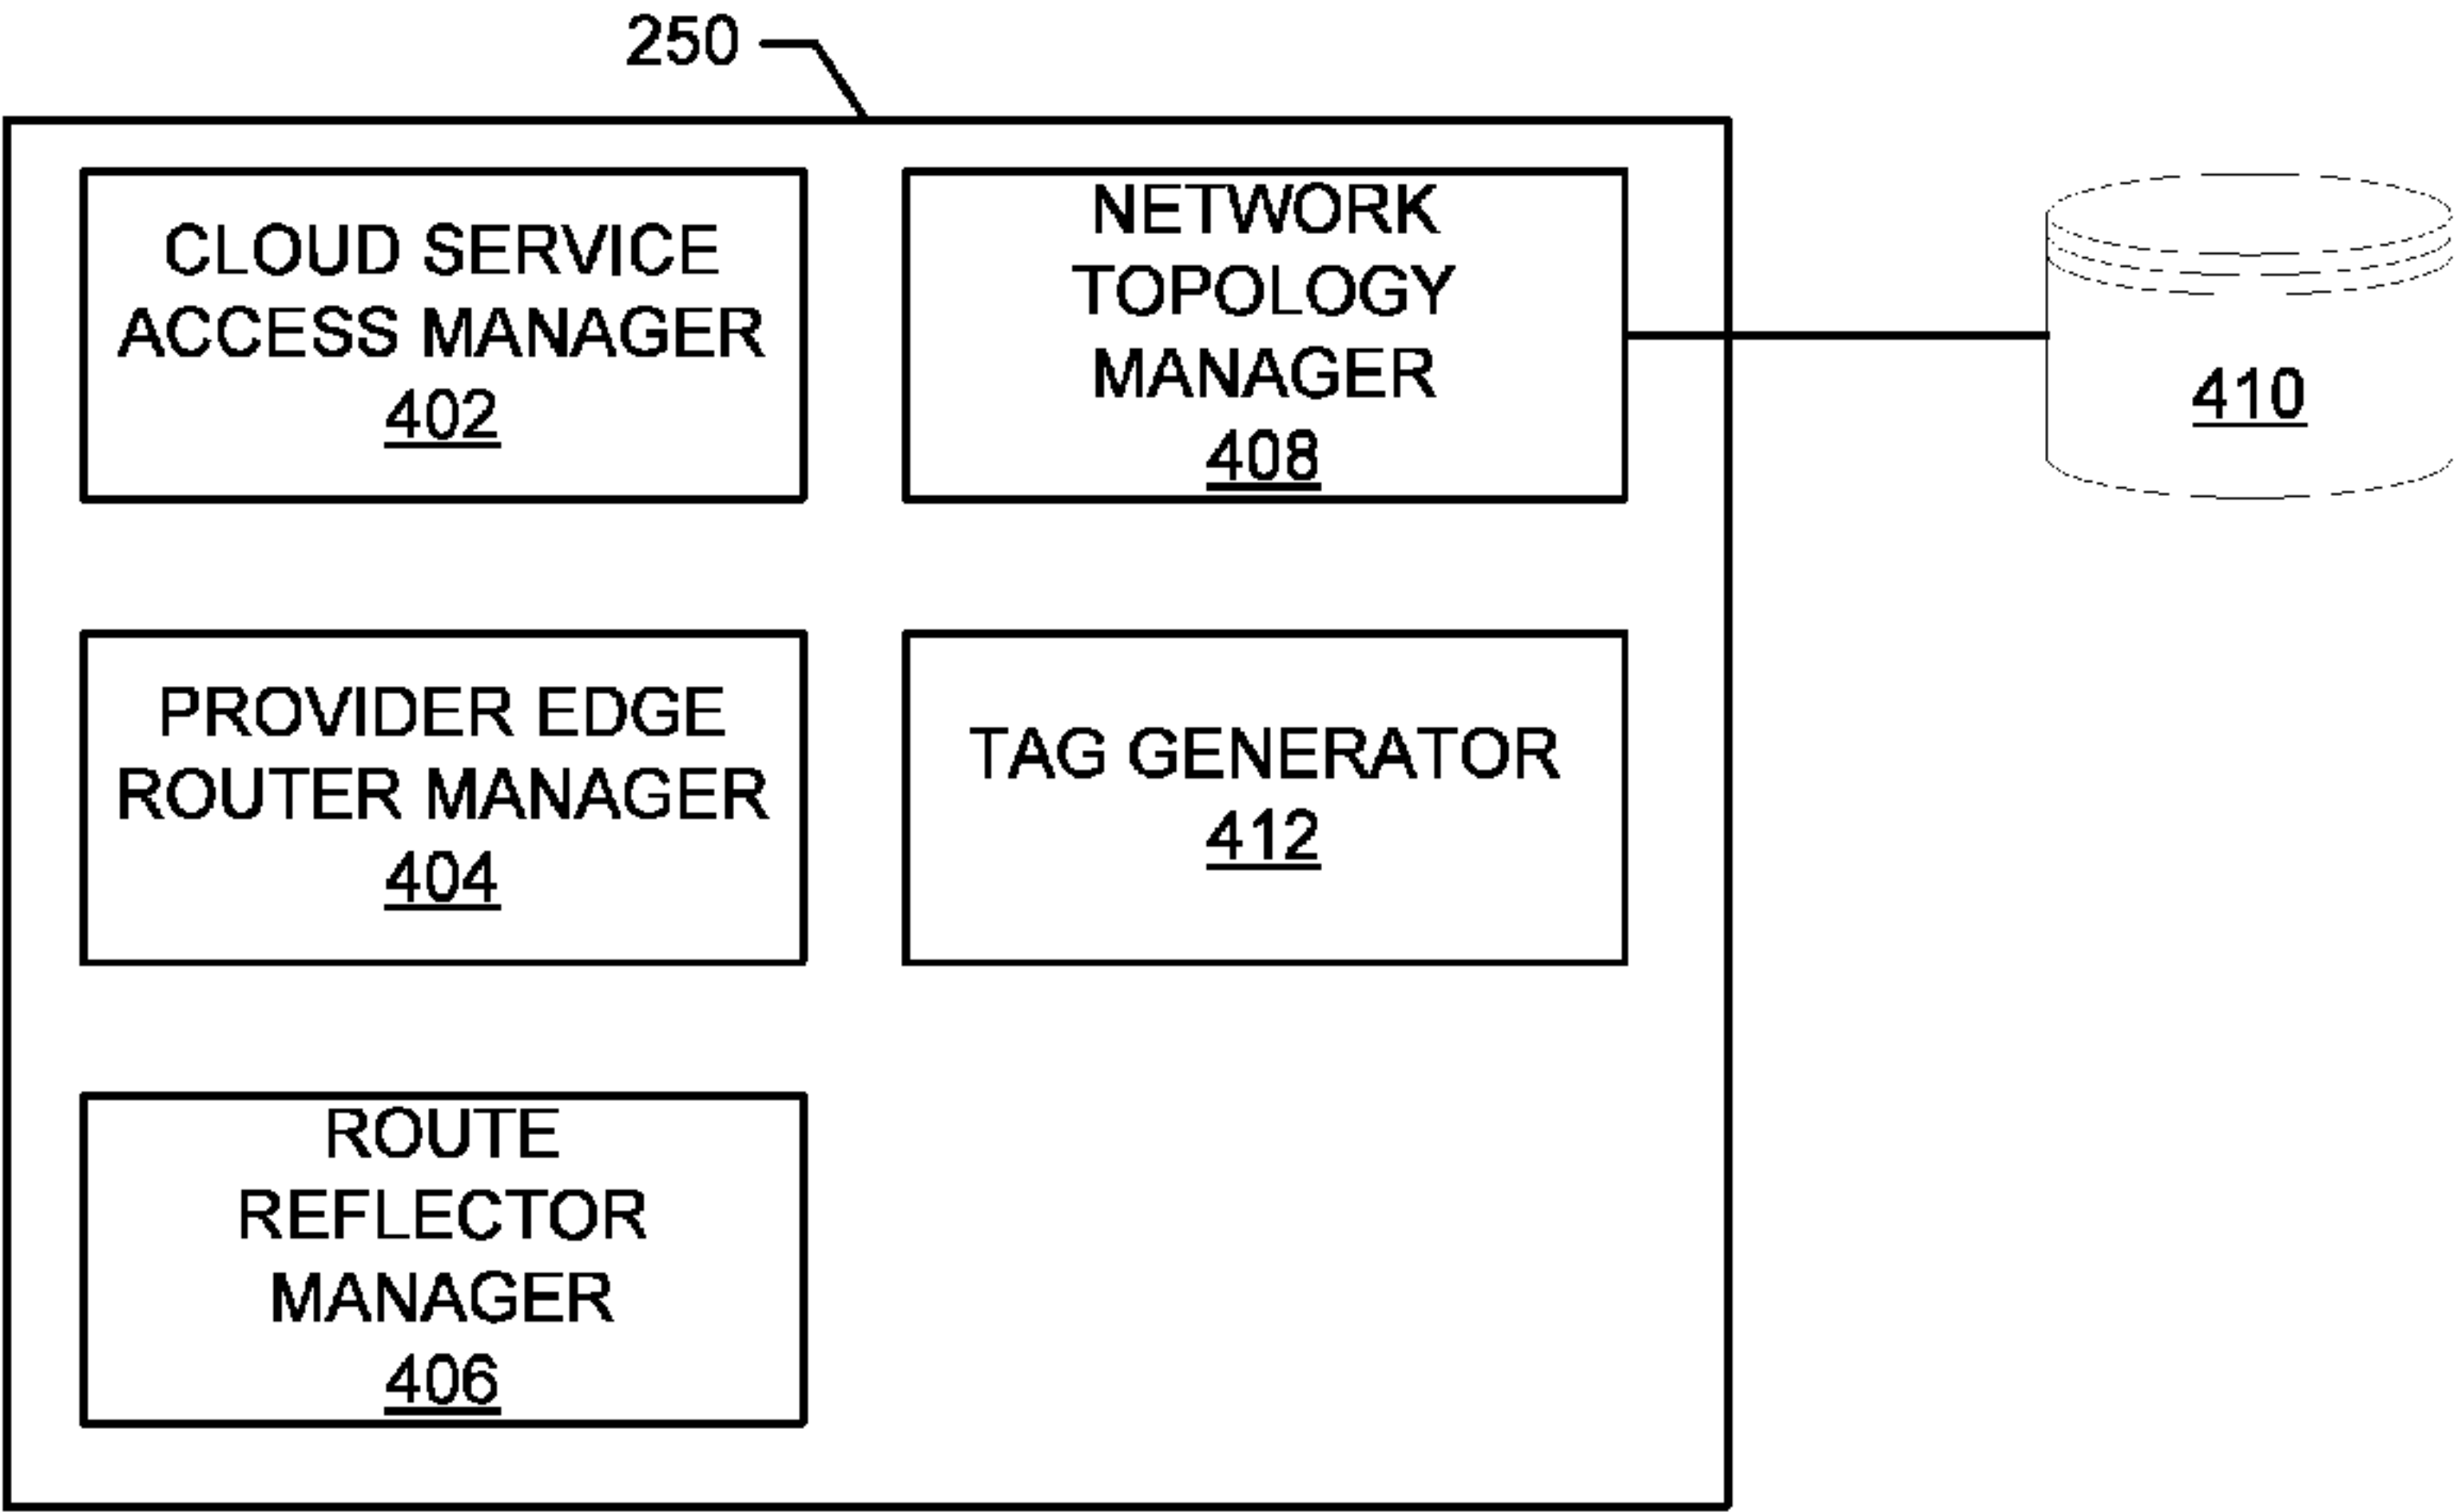 250
CLOUD SERVICE
ACCESS MANAGER
402
NETWORK
TOPOLOGY
MANAGER
408
410
PROVIDER EDGE
ROUTER MANAGER
404
TAG GENERATOR
412
ROUTE
REFLECTOR
MANAGER
406